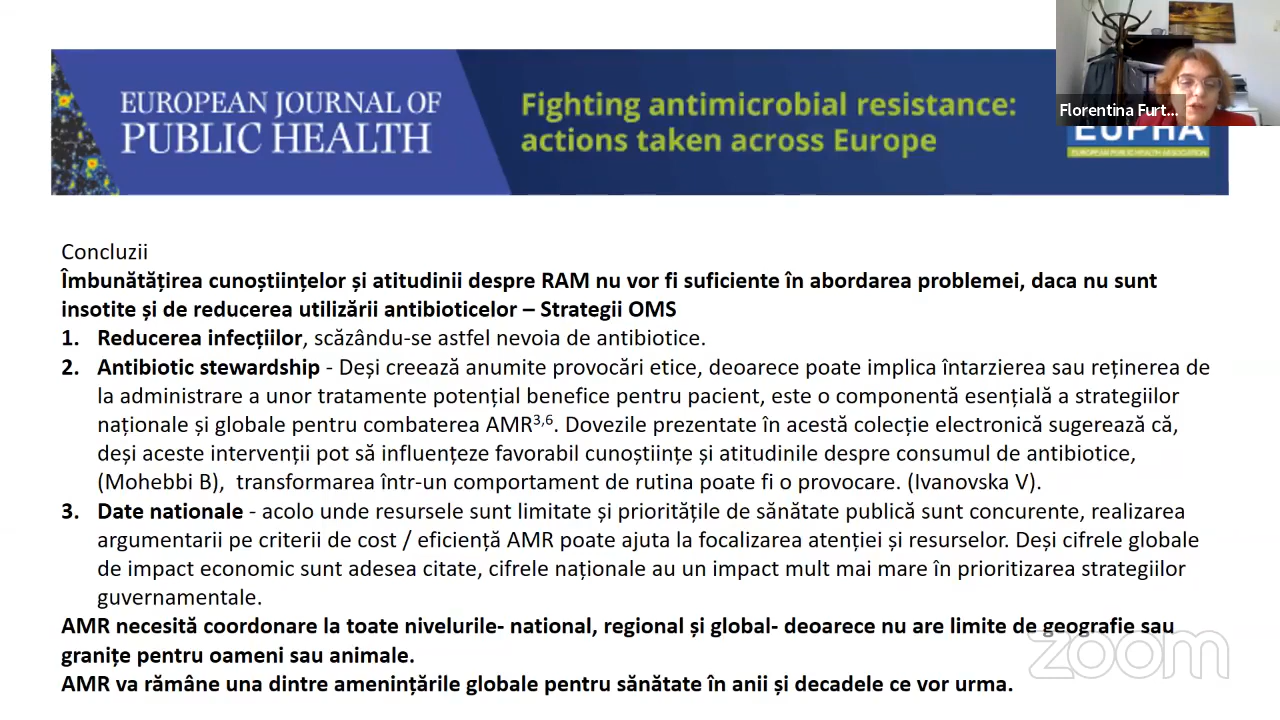 EUROPEAN JOURNAL OF
PUBLIC HEALTH
Fighting antimicrobial resistance:
actions taken across Europe
Florentina Furt...
EUPHA
EUROPEAN PUBLIC HEALTH ASSOCIATION
Concluzii
Îmbunătățirea cunoștiințelor și atitudinii despre RAM nu vor fi suficiente în abordarea problemei, daca nu sunt
insotite și de reducerea utilizării antibioticelor – Strategii OMS
1. Reducerea infecțiilor, scăzându-se astfel nevoia de antibiotice.
2. Antibiotic stewardship - Deși creează anumite provocări etice, deoarece poate implica întarzierea sau reținerea de
la administrare a unor tratamente potențial benefice pentru pacient, este o componentă esențială a strategiilor
naționale și globale pentru combaterea AMR3,6. Dovezile prezentate în acestă colecție electronică sugerează că,
deși aceste intervenții pot să influențeze favorabil cunoștiințe și atitudinile despre consumul de antibiotice,
(Mohebbi B), transformarea într-un comportament de rutina poate fi o provocare. (Ivanovska V).
3. Date nationale - acolo unde resursele sunt limitate și prioritățile de sănătate publică sunt concurente, realizarea
argumentarii pe criterii de cost / eficiență AMR poate ajuta la focalizarea atenției și resurselor. Deși cifrele globale
de impact economic sunt adesea citate, cifrele naționale au un impact mult mai mare în prioritizarea strategiilor
guvernamentale.
AMR necesită coordonare la toate nivelurile- national, regional și global- deoarece nu are limite de geografie sau
granițe pentru oameni sau animale.
AMR va rămâne una dintre amenințările globale pentru sănătate în anii și decadele ce vor urma.
zoom